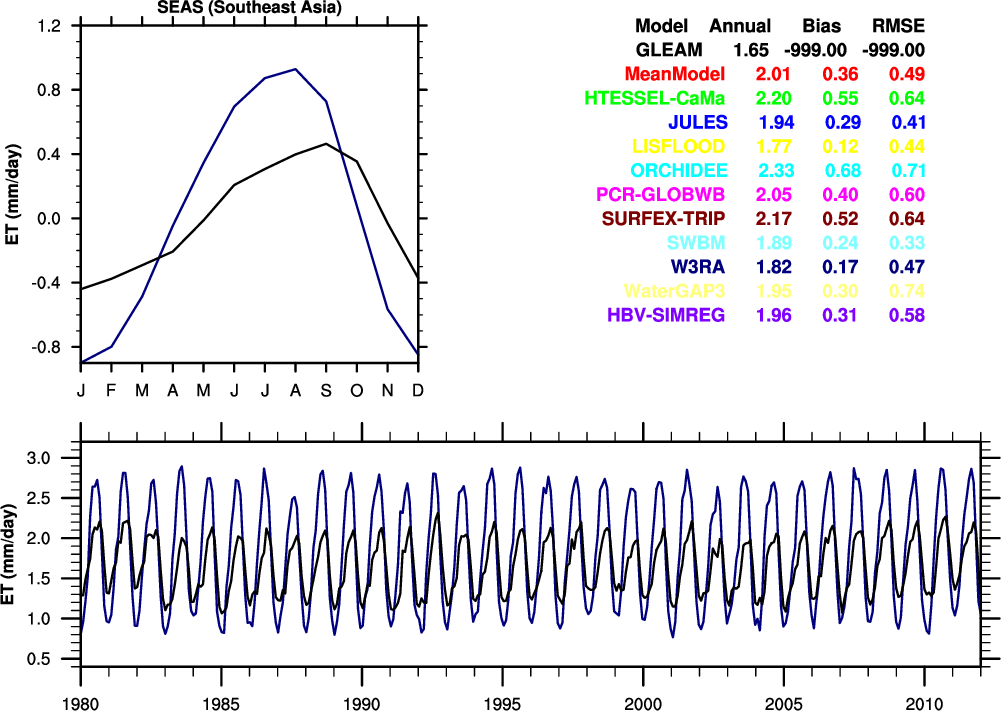 SEAS (Southeast Asia)
1.2
0.8
0.4
0.0
-0.4
-0.8
ET (mm/day)
J F M A M J J A S O N D
Model Annual Bias RMSE
GLEAM 1.65 -999.00 -999.00
MeanModel 2.01 0.36 0.49
HTESSEL-CaMa 2.20 0.55 0.64
JULES 1.94 0.29 0.41
LISFLOOD 1.77 0.12 0.44
ORCHIDEE 2.33 0.68 0.71
PCR-GLOBWB 2.05 0.40 0.60
SURFEX-TRIP 2.17 0.52 0.64
SWBM 1.89 0.24 0.33
W3RA 1.82 0.17 0.47
WaterGAP3 1.95 0.30 0.74
HBV-SIMREG 1.96 0.31 0.58
3.0
2.5
2.0
1.5
1.0
0.5
ET (mm/day)
1980 1985 1990 1995 2000 2005 2010